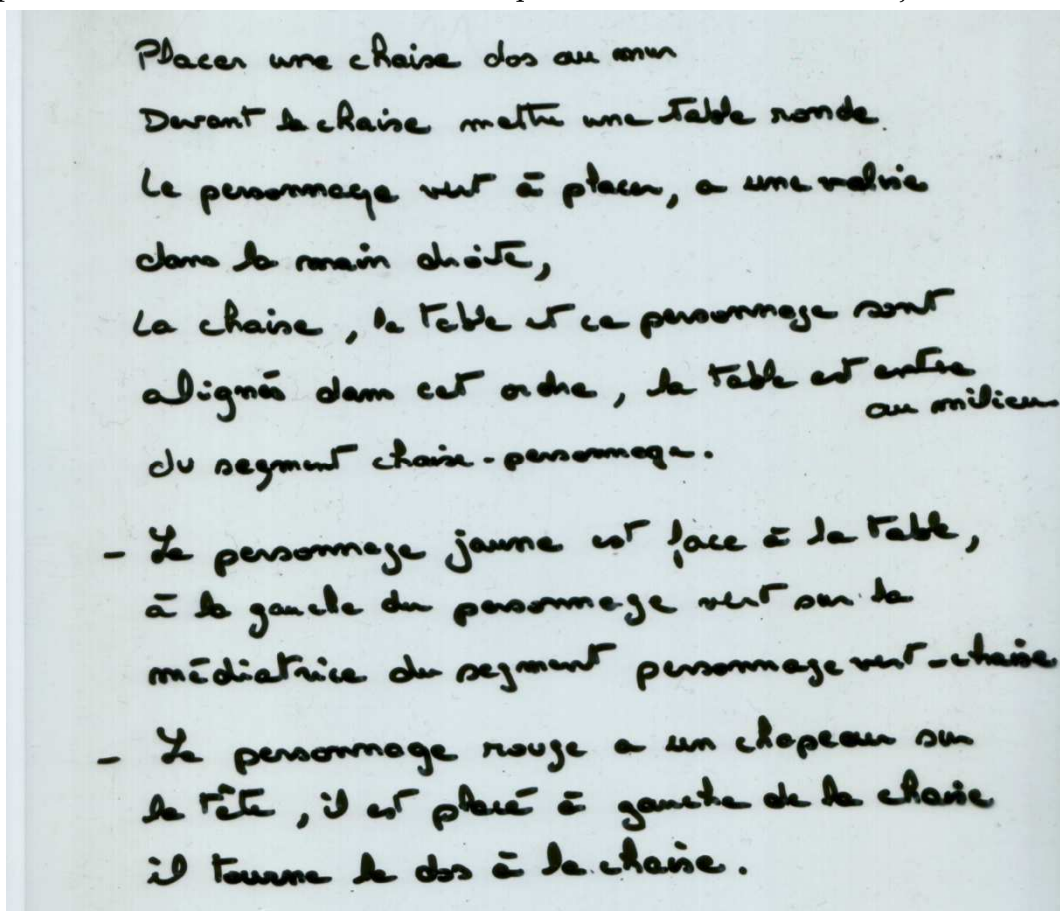 Placer une chaise dos au mur
Devant la chaise mettre une table ronde.
Le personnage vert à placer, a une valise
dans la main droite,
La chaise, la table et ce personnage sont
alignés dans cet ordre, la table est entre
au milieu
du segment chaise-personnage.
- Le personnage jaune est face à la table,
à la gauche du personnage vert sur la
médiatrice du segment personnage vert-chaise
- Le personnage rouge a un chapeau sur
la tête, il est placé à gauche de la chaise
il tourne le dos à la chaise.